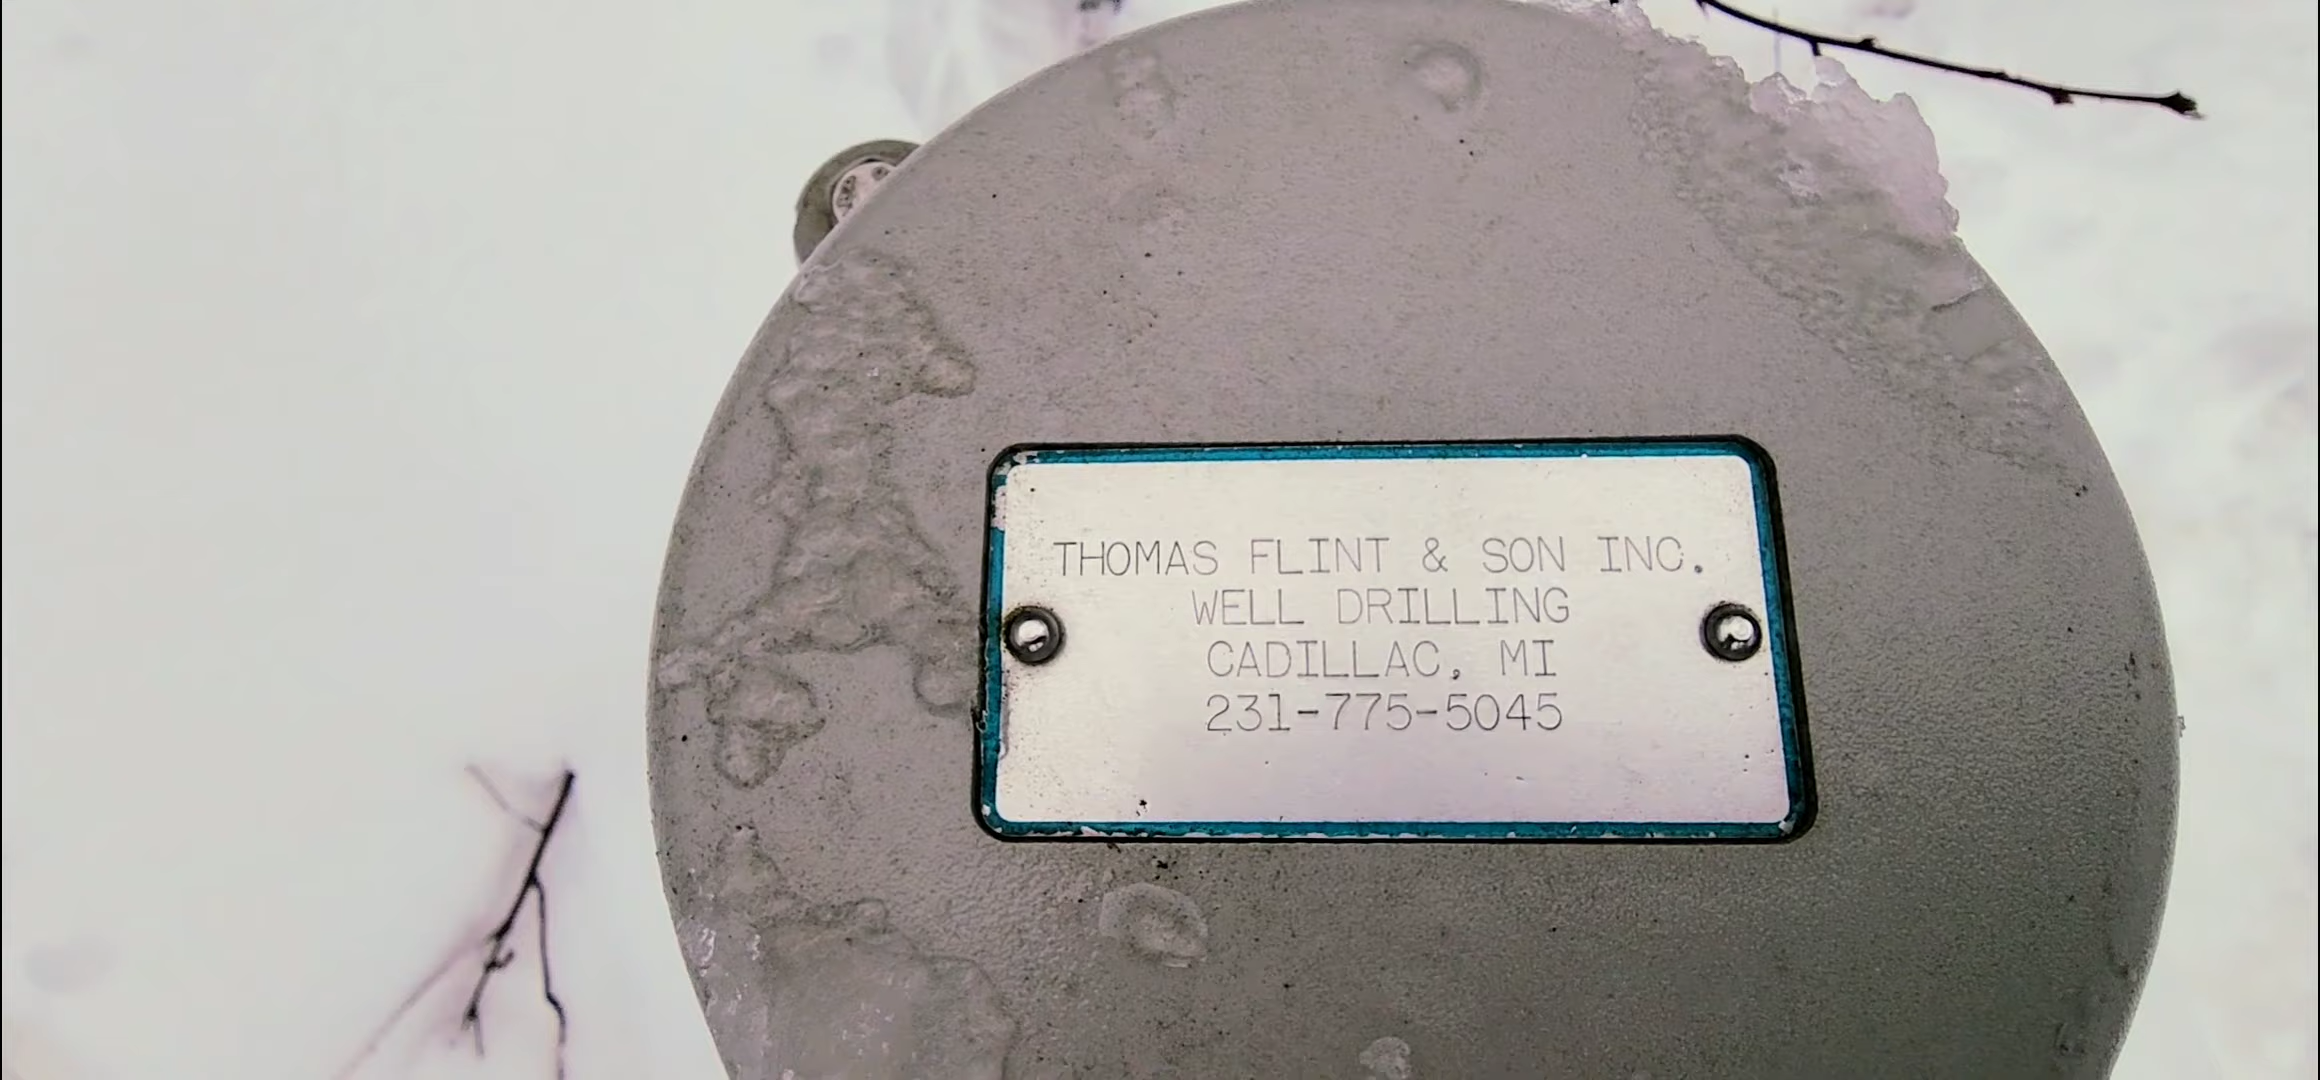 THOMAS FLINT & SON INC.
WELL DRILLING
CADILLAC, MI
231-775-5045